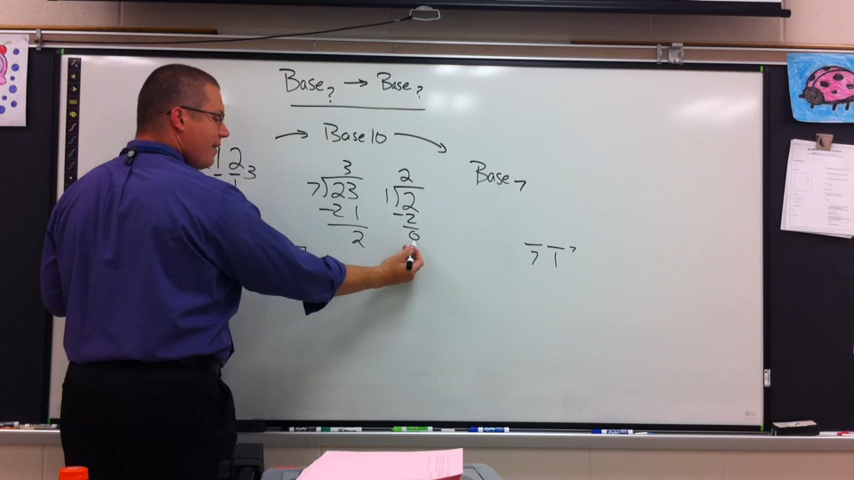 Base? → Base?
→ Base 10
1 2 3
3
7)23
-21
2
2
1)2
-2
0
Base 7
7 1 7